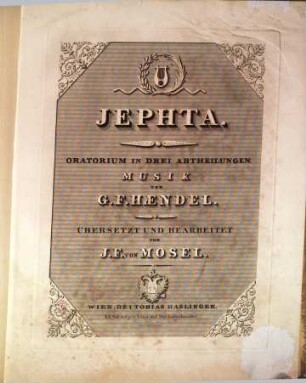 JEPHTA.
ORATORIUM IN DREI ABTHEILUNGEN
MUSIK
VON
G.F.HENDEL.
ÜBERSETZT UND BEARBEITET
VON
J.F. VON MOSEL.
WIEN, BEI TOBIAS HASLINGER.